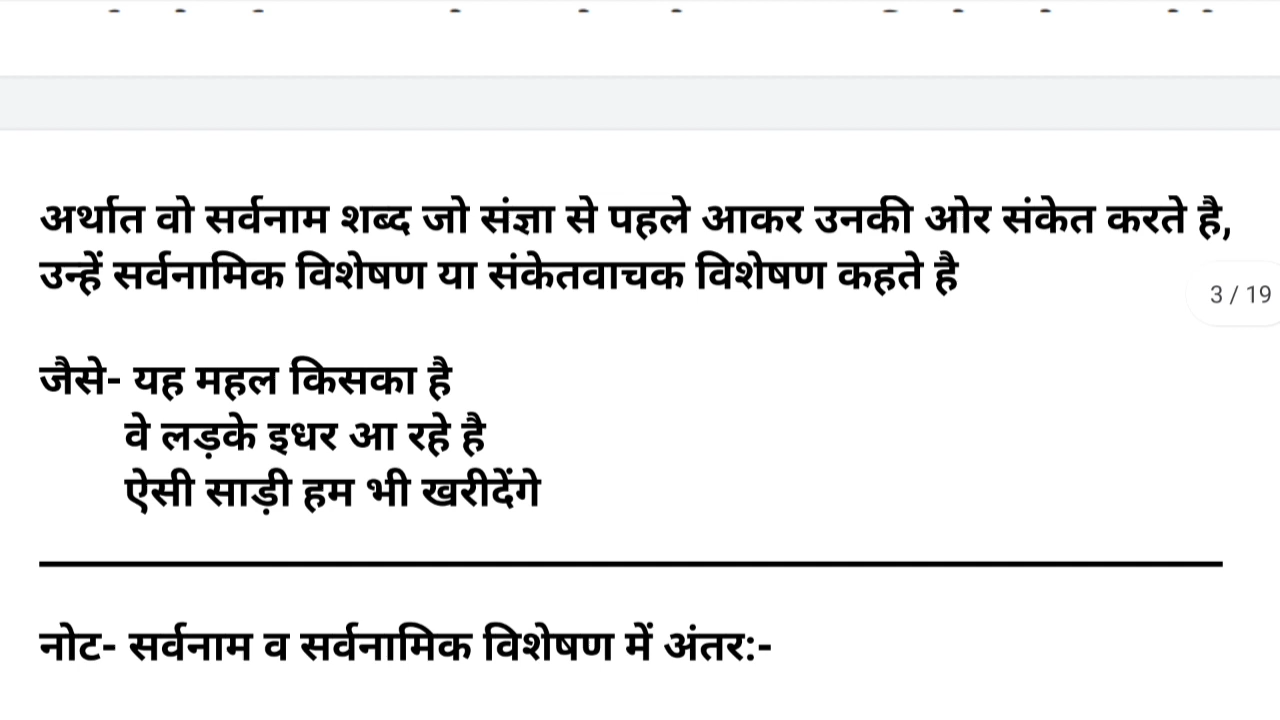 अर्थात वो सर्वनाम शब्द जो संज्ञा से पहले आकर उनकी ओर संकेत करते है,
उन्हें सर्वनामिक विशेषण या संकेतवाचक विशेषण कहते है
3 / 19
जैसे- यह महल किसका है
वे लड़के इधर आ रहे है
ऐसी साड़ी हम भी खरीदेंगे
नोट- सर्वनाम व सर्वनामिक विशेषण में अंतर:-